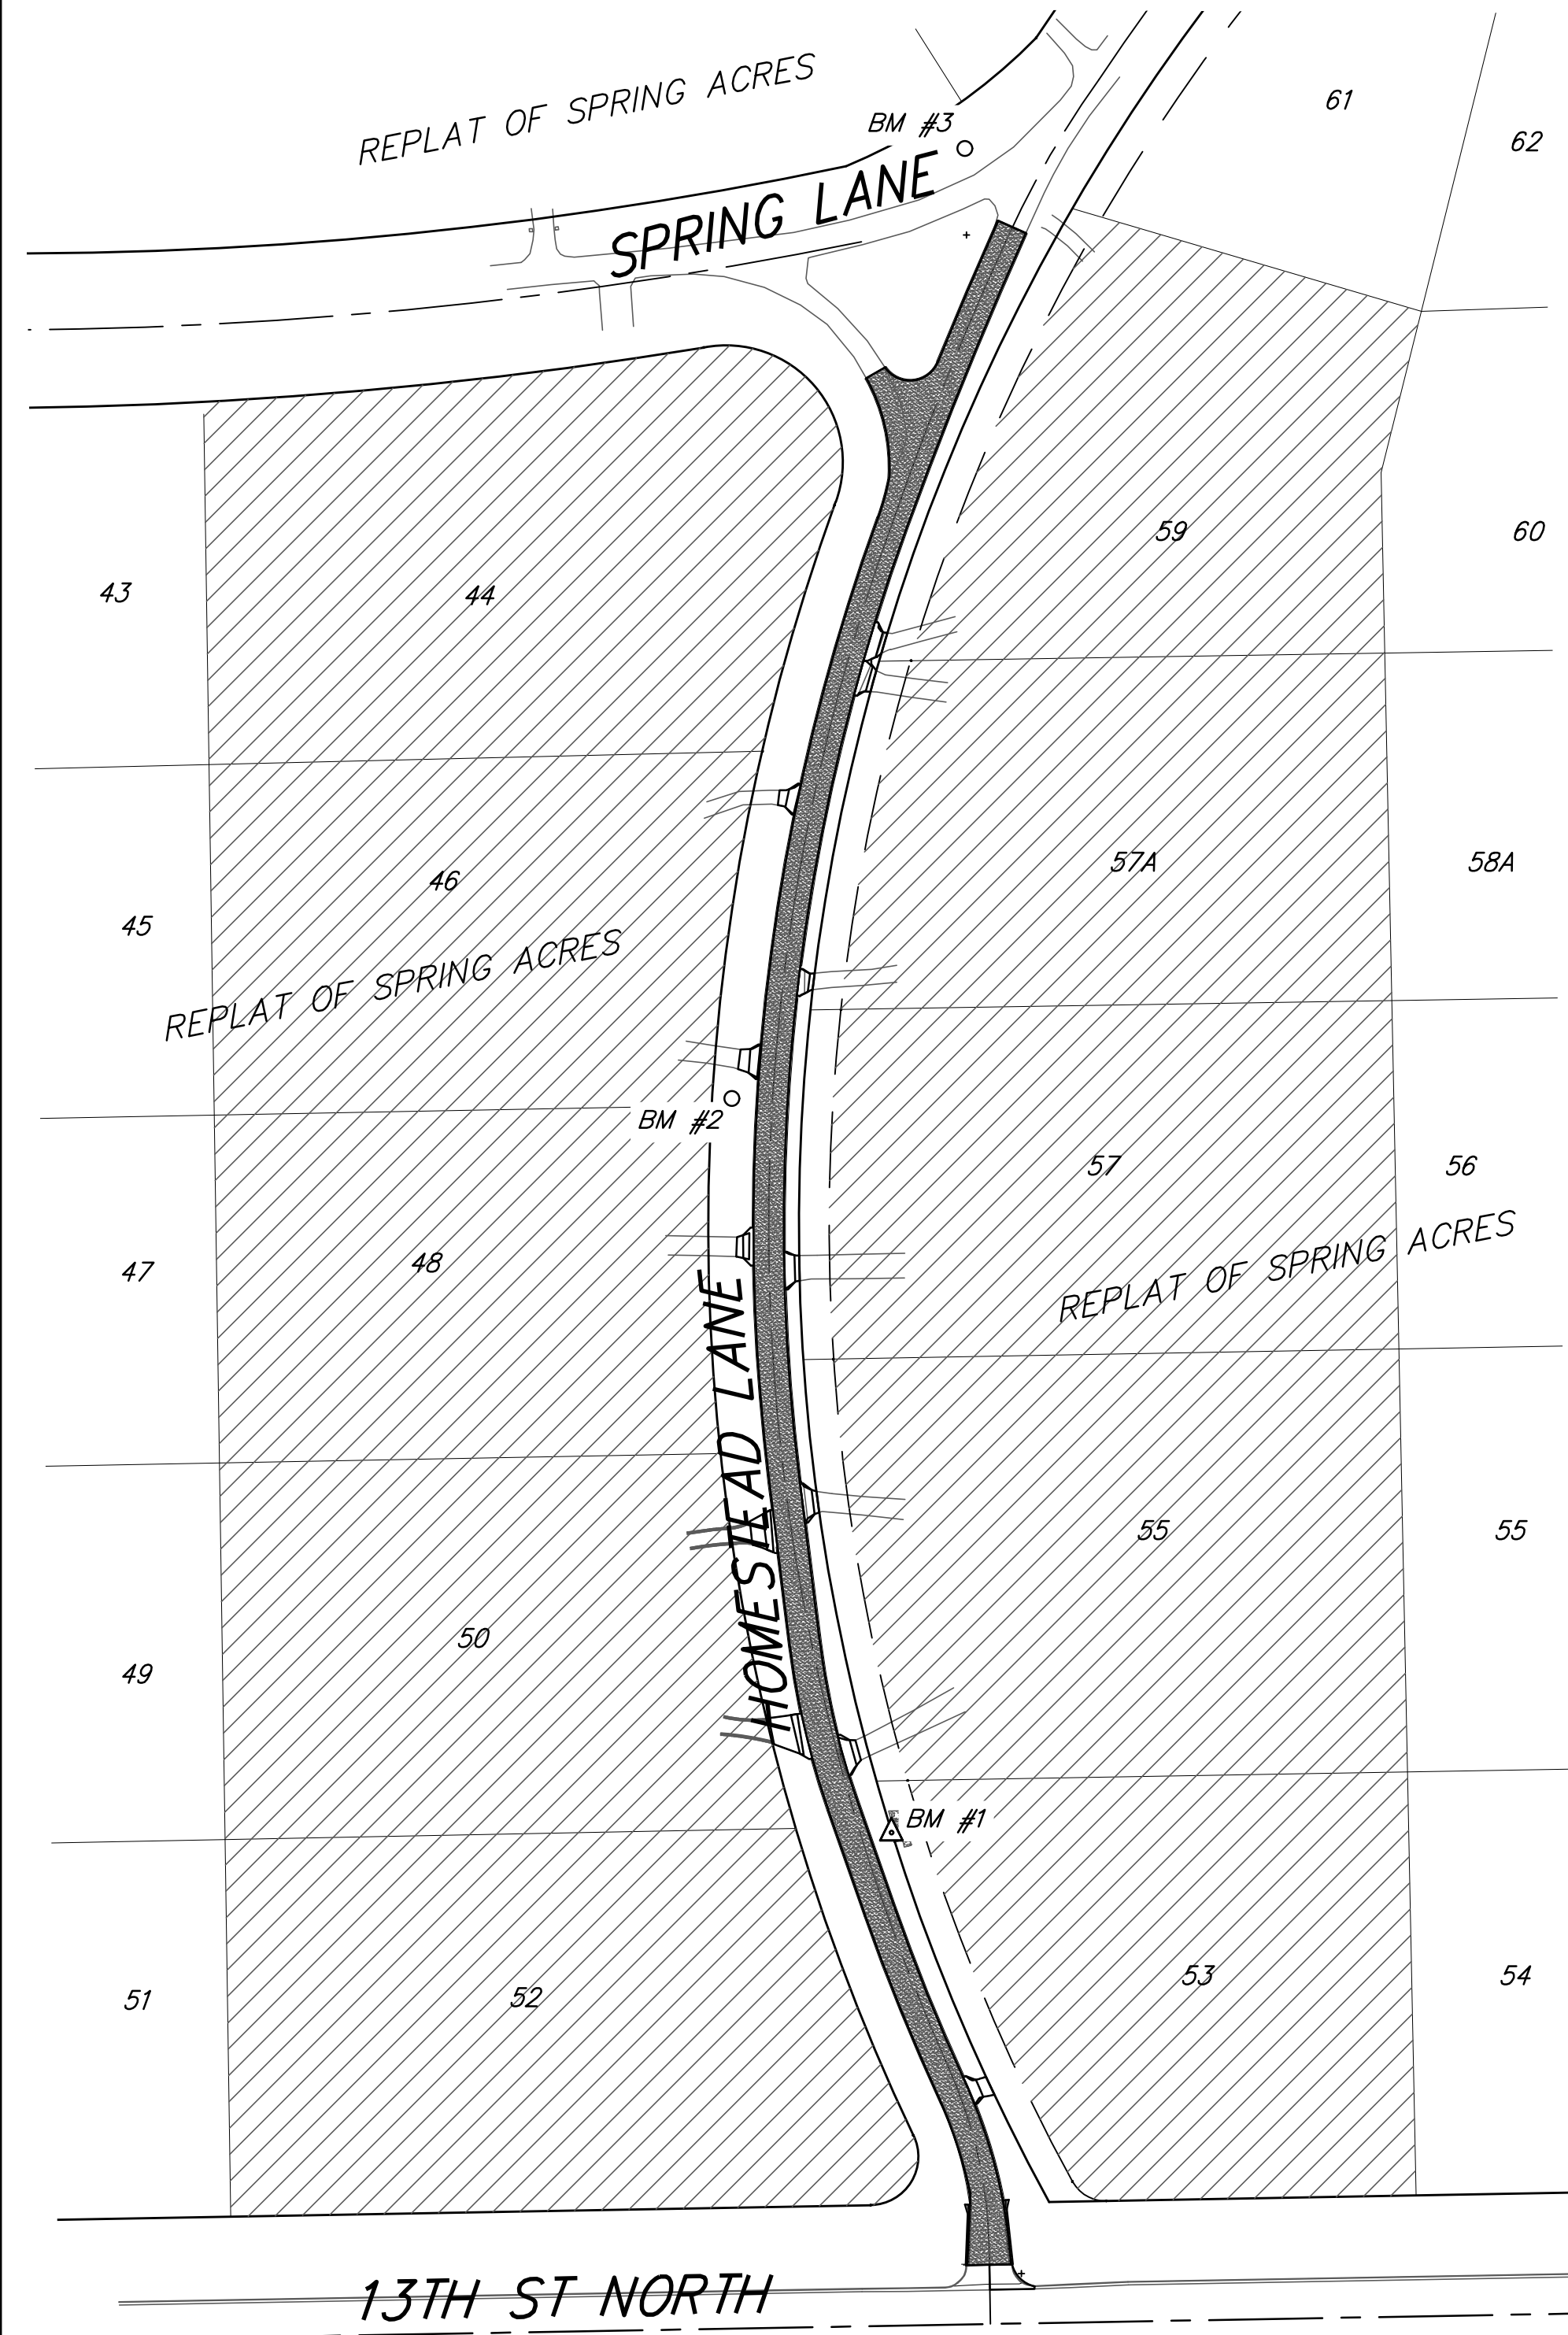 REPLAT OF SPRING ACRES
BM #3
61
62
SPRING LANE
59
60
43
44
57A
58A
46
45
REPLAT OF SPRING ACRES
BM #2
57
56
REPLAT OF SPRING ACRES
47
48
HOMESTEAD LANE
55
55
50
49
BM #1
53
54
51
52
13TH ST NORTH